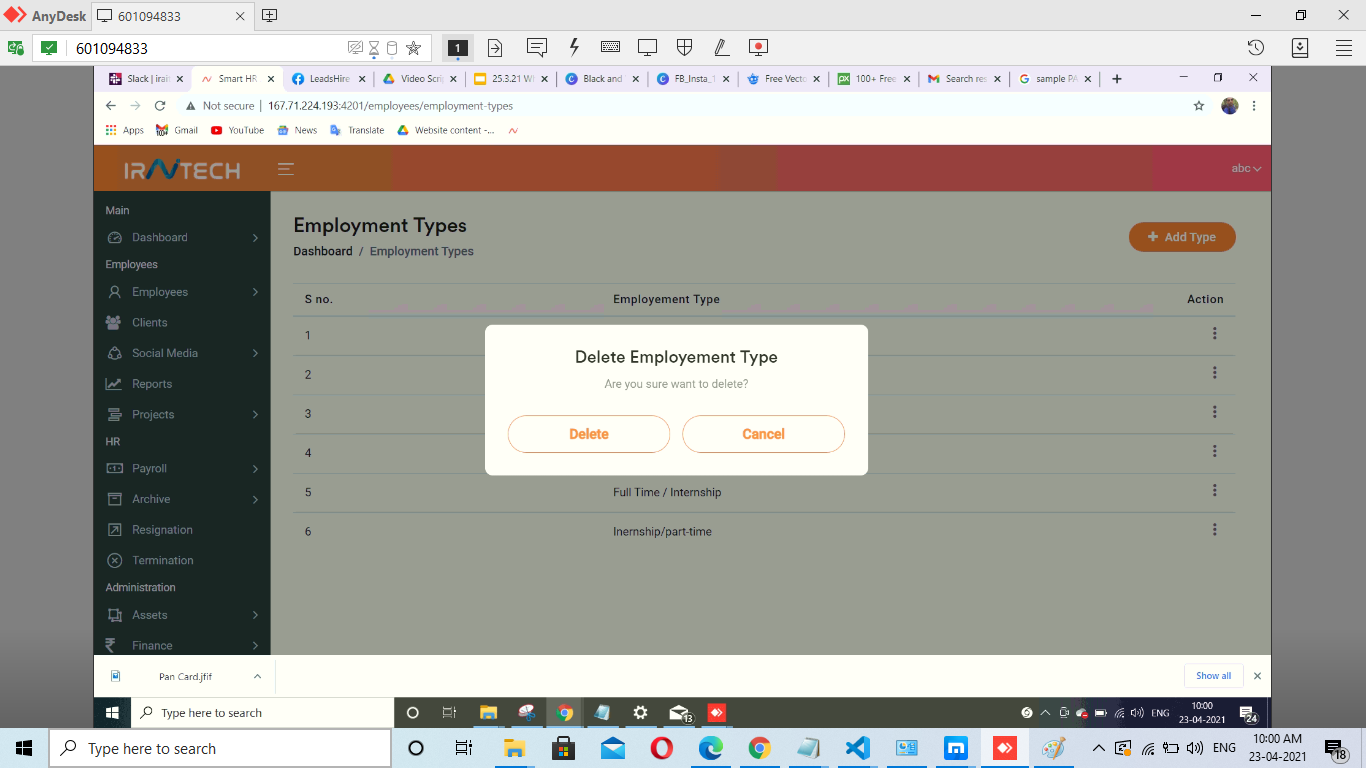 AnyDesk
601094833
601094833
1
Slack | irai
Smart HR
LeadsHire
Video Scri
25.3.21 W
Black and
FB_Insta_1
Free Vecto
100+ Free
Search res
sample PA
Not secure | 167.71.224.193:4201/employees/employment-types
Apps
Gmail
YouTube
News
Translate
Website content -...
IRAVTECH
abc
Main
Dashboard
Employees
Employees
Clients
Social Media
Reports
Projects
HR
Payroll
Archive
Resignation
Termination
Administration
Assets
Finance
Employment Types
Dashboard / Employment Types
+ Add Type
S no.
Employement Type
Action
1
2
3
4
5
Full Time / Internship
6
Inernship/part-time
Delete Employement Type
Are you sure want to delete?
Delete
Cancel
Pan Card.jfif
Show all
Type here to search
13
ENG
10:00
23-04-2021
24
Type here to search
ENG
10:00 AM
23-04-2021
18